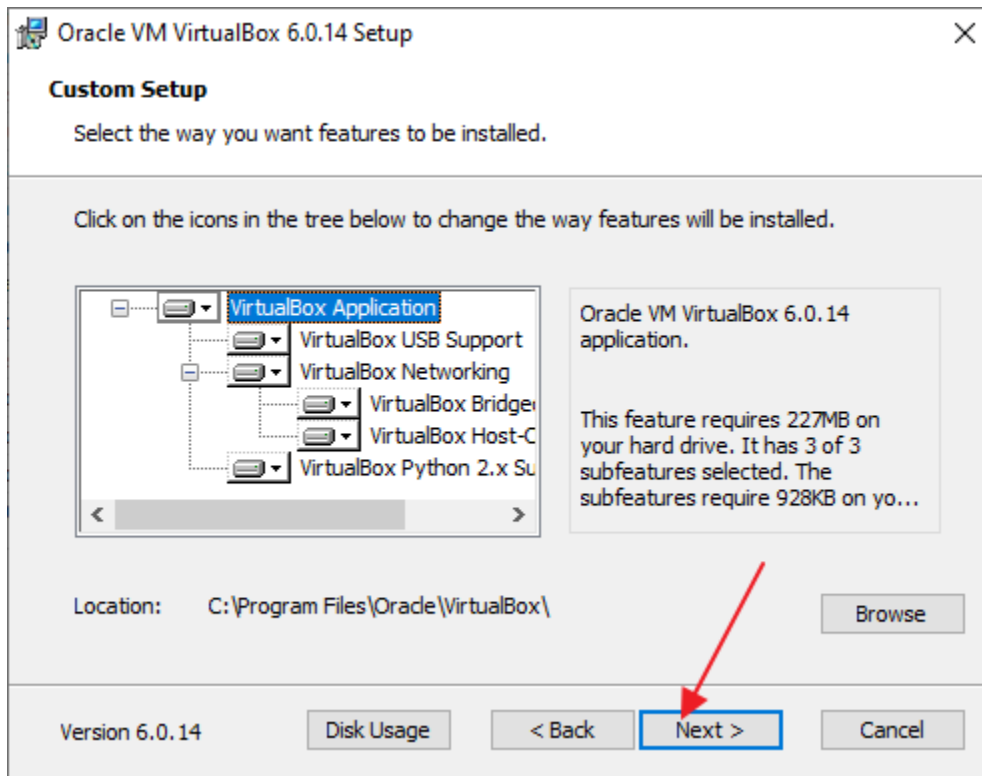 Oracle VM VirtualBox 6.0.14 Setup
Custom Setup
Select the way you want features to be installed.
Click on the icons in the tree below to change the way features will be installed.
VirtualBox Application
VirtualBox USB Support
VirtualBox Networking
VirtualBox Bridge
VirtualBox Host-C
VirtualBox Python 2.x Su
Oracle VM VirtualBox 6.0.14
application.
This feature requires 227MB on
your hard drive. It has 3 of 3
subfeatures selected. The
subfeatures require 928KB on yo...
Location: C:\Program Files\Oracle\VirtualBox\
Browse
Version 6.0.14
Disk Usage
< Back
Next >
Cancel